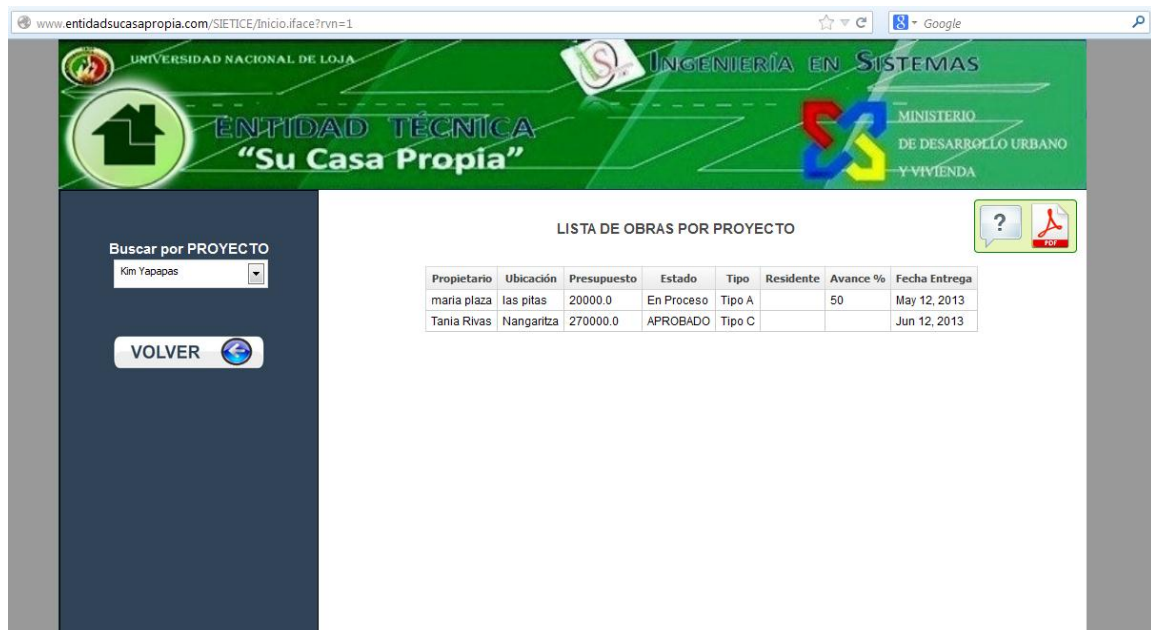 www.entidadsucasapropia.com/SIETICE/Inicio.iface?rvn=1
Google
UNIVERSIDAD NACIONAL DE LOJA
INGENIERÍA EN SISTEMAS
ENTIDAD TÉCNICA
“Su Casa Propia”
MINISTERIO
DE DESARROLLO URBANO
Y VIVIENDA
Buscar por PROYECTO
Kim Yapapas
VOLVER
LISTA DE OBRAS POR PROYECTO
?
PDF
Propietario Ubicación Presupuesto Estado Tipo Residente Avance % Fecha Entrega
maria plaza las pitas 20000.0 En Proceso Tipo A 50 May 12, 2013
Tania Rivas Nangaritza 270000.0 APROBADO Tipo C Jun 12, 2013